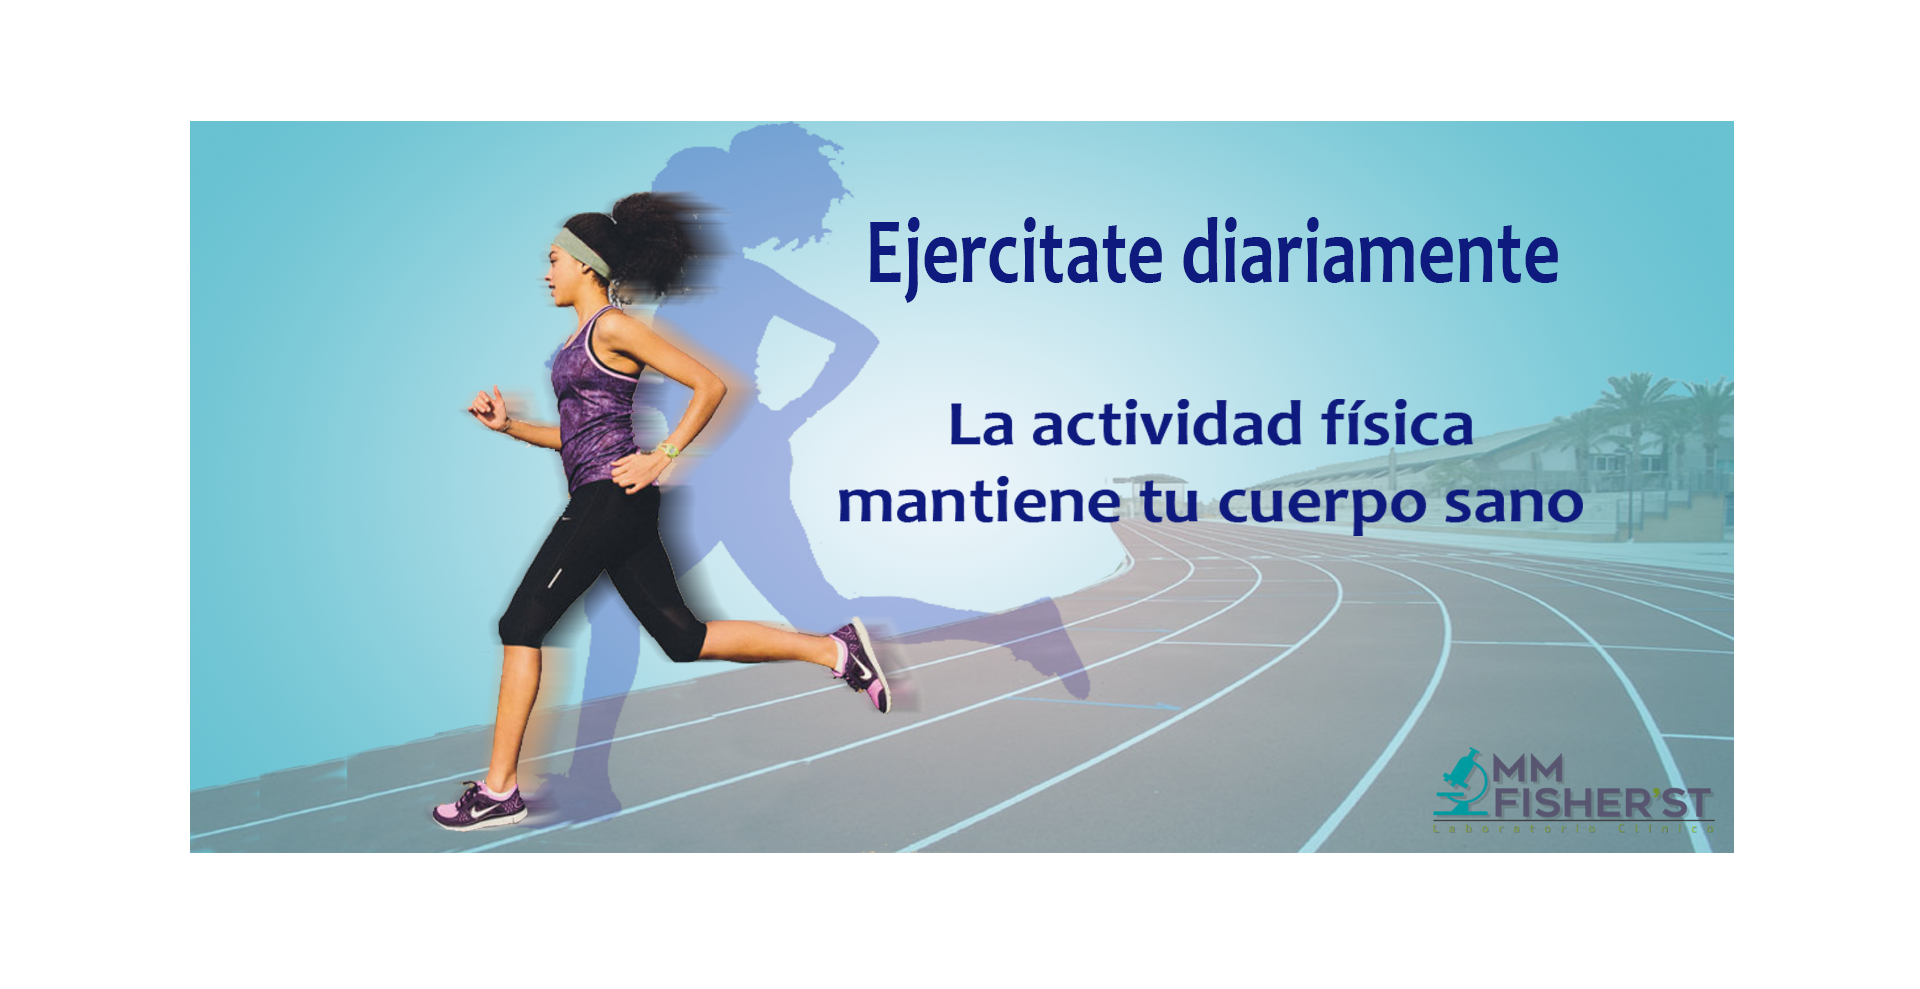 Ejercitate diariamente
La actividad física
mantiene tu cuerpo sano
MM
FISHER'ST
Laboratorio Clínico